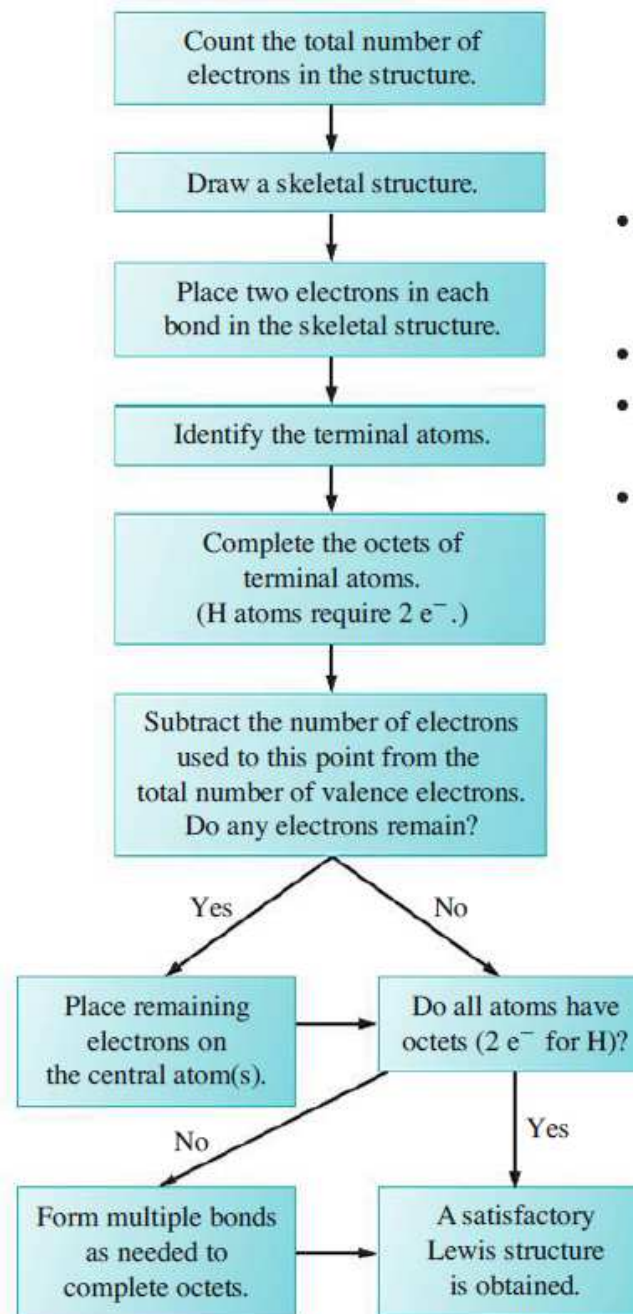 Count the total number of
electrons in the structure.
Draw a skeletal structure.
Place two electrons in each
bond in the skeletal structure.
Identify the terminal atoms.
Complete the octets of
terminal atoms.
(H atoms require 2 e⁻.)
Subtract the number of electrons
used to this point from the
total number of valence electrons.
Do any electrons remain?
Yes
No
Place remaining
electrons on
the central atom(s).
Do all atoms have
octets (2 e⁻ for H)?
No
Yes
Form multiple bonds
as needed to
complete octets.
A satisfactory
Lewis structure
is obtained.